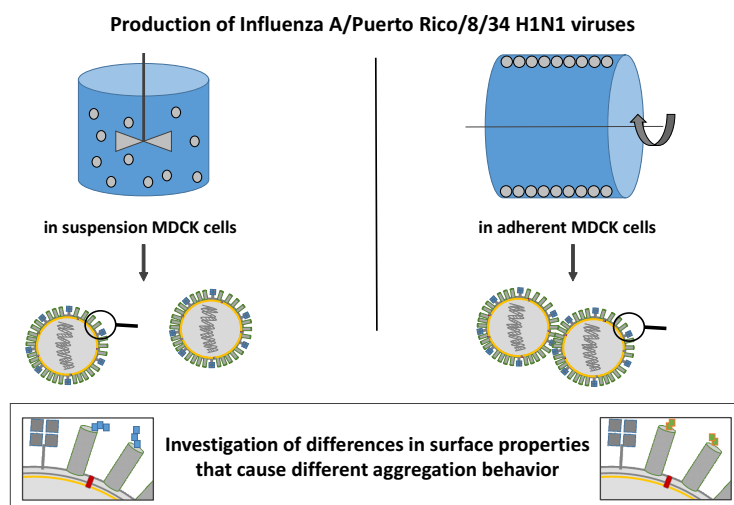 Production of Influenza A/Puerto Rico/8/34 H1N1 viruses
in suspension MDCK cells
in adherent MDCK cells
Investigation of differences in surface properties
that cause different aggregation behavior